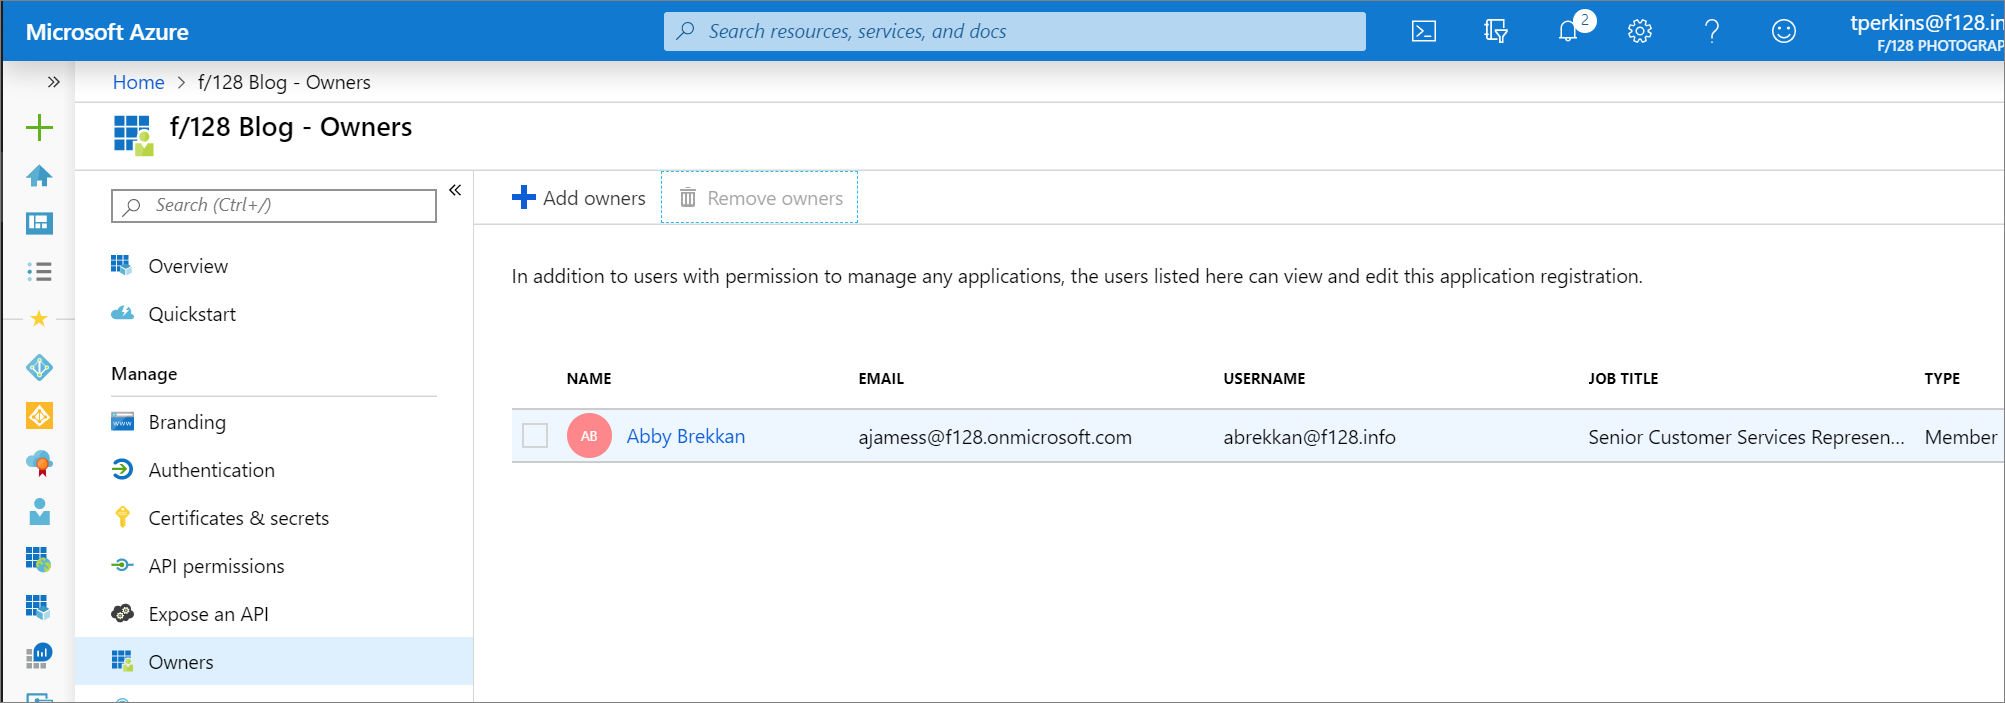 Microsoft Azure
Search resources, services, and docs
2
tperkins@f128.in
F/128 PHOTOGRAP
Home > f/128 Blog - Owners
f/128 Blog - Owners
Search (Ctrl+/)
Overview
Quickstart
Manage
Branding
Authentication
Certificates & secrets
API permissions
Expose an API
Owners
Add owners
Remove owners
In addition to users with permission to manage any applications, the users listed here can view and edit this application registration.
NAME EMAIL USERNAME JOB TITLE TYPE
AB Abby Brekkan ajamess@f128.onmicrosoft.com abrekkan@f128.info Senior Customer Services Represen... Member